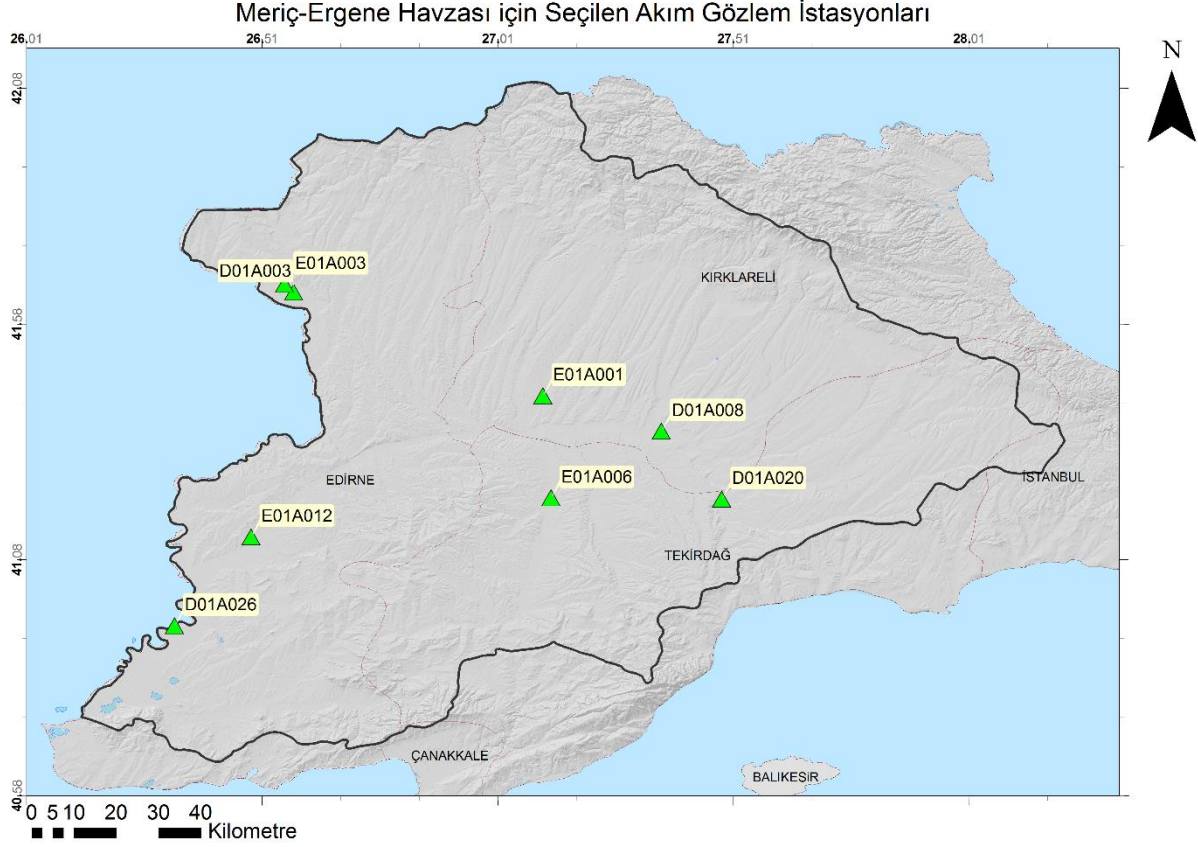 Meriç-Ergene Havzası için Seçilen Akım Gözlem İstasyonları
26,01 26,51 27,01 27,51 28,01
N
42,08
D01A003 E01A003
KIRKLARELİ
41,58
E01A001
D01A008
EDİRNE
E01A006
D01A020
İSTANBUL
E01A012
41,08
TEKİRDAĞ
D01A026
ÇANAKKALE
BALIKESİR
40,58
0 5 10 20 30 40
Kilometre